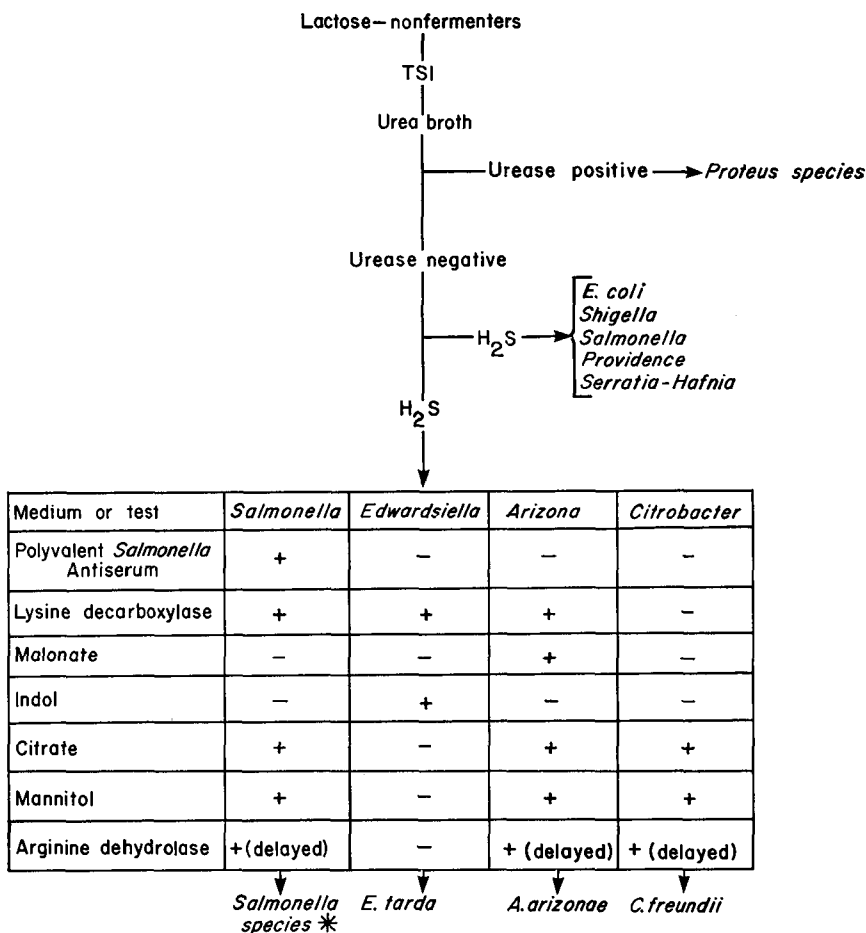 Lactose-nonfermenters
TSI
Urea broth
Urease positive Proteus species
Urease negative
E. coli
Shigella
H2S Salmonella
Providence
Serratia-Hafnia
H2S
Medium or test Salmonella Edwardsiella Arizona Citrobacter
Polyvalent Salmonella
Antiserum + − − −
Lysine decarboxylase + + + −
Malonate − − + −
Indol − + − −
Citrate + − + +
Mannitol + − + +
Arginine dehydrolase +(delayed) − + (delayed) + (delayed)
Salmonella E. tarda A. arizonae C. freundii
species *